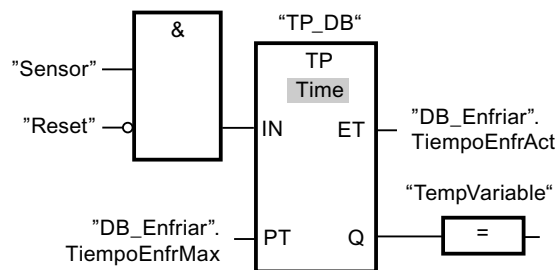 &
“TP_DB“
TP
Time
”Sensor”
”Reset”
IN
ET
”DB_Enfriar”.
TiempoEnfrAct
“TempVariable“
”DB_Enfriar”.
TiempoEnfrMax
PT
Q
=